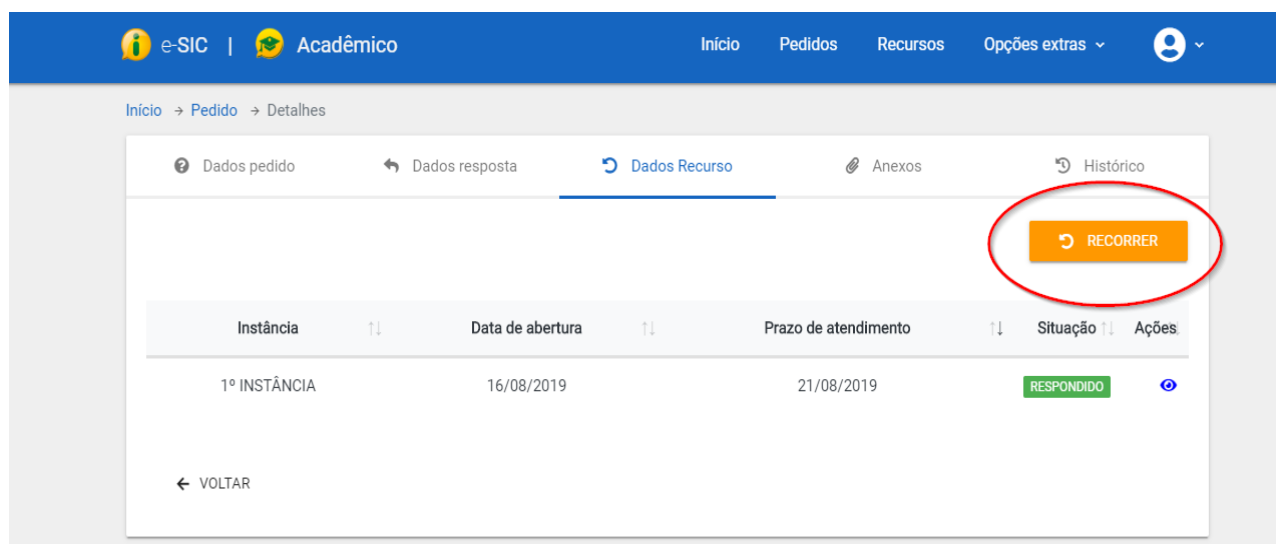 e-SIC | Acadêmico Início Pedidos Recursos Opções extras
Início → Pedido → Detalhes
Dados pedido Dados resposta Dados Recurso Anexos Histórico
RECORRER
Instância Data de abertura Prazo de atendimento Situação Ações
1º INSTÂNCIA 16/08/2019 21/08/2019 RESPONDIDO
← VOLTAR